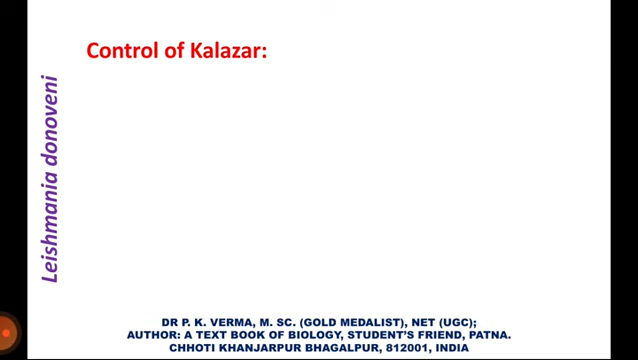 Control of Kalazar:
Leishmania donoveni
DR P. K. VERMA, M. SC. (GOLD MEDALIST), NET (UGC);
AUTHOR: A TEXT BOOK OF BIOLOGY, STUDENT'S FRIEND, PATNA.
CHHOTI KHANJARPUR BHAGALPUR, 812001, INDIA